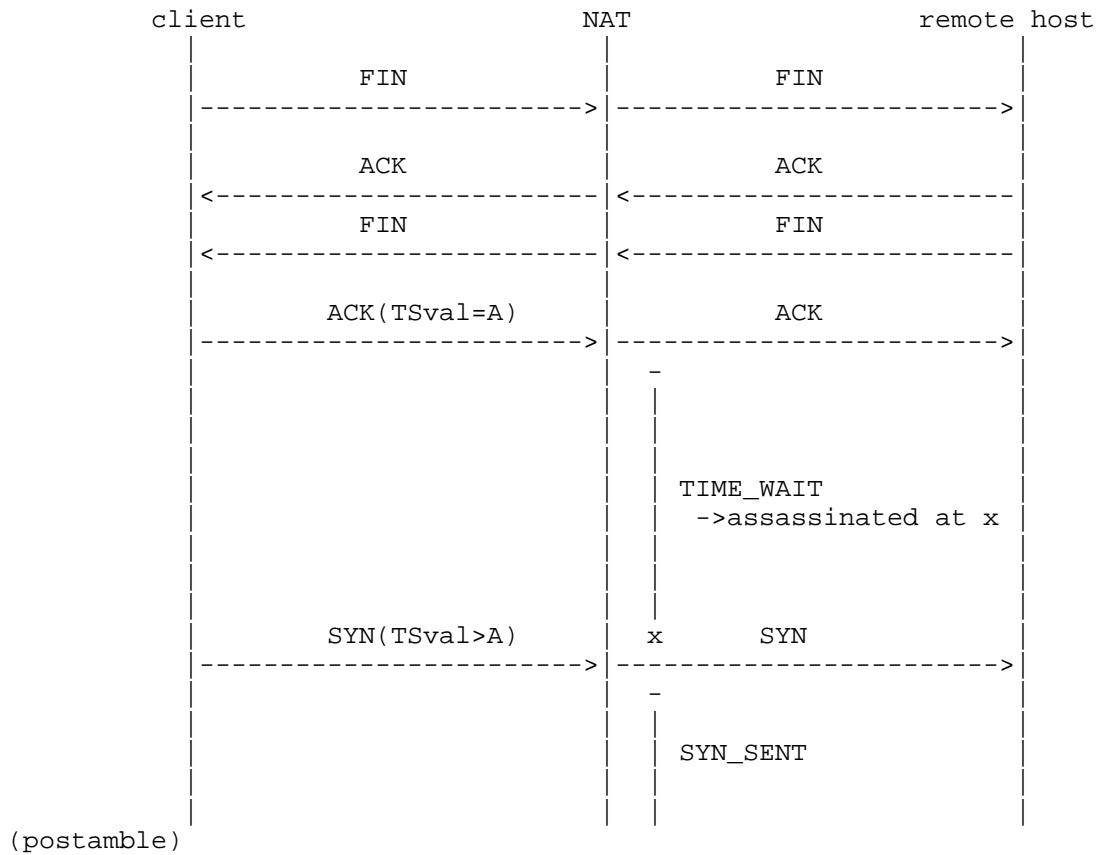 client NAT remote host
FIN FIN
ACK ACK
FIN FIN
ACK(TSval=A) ACK
TIME_WAIT
->assassinated at x
SYN(TSval>A) x SYN
SYN_SENT
(postamble)